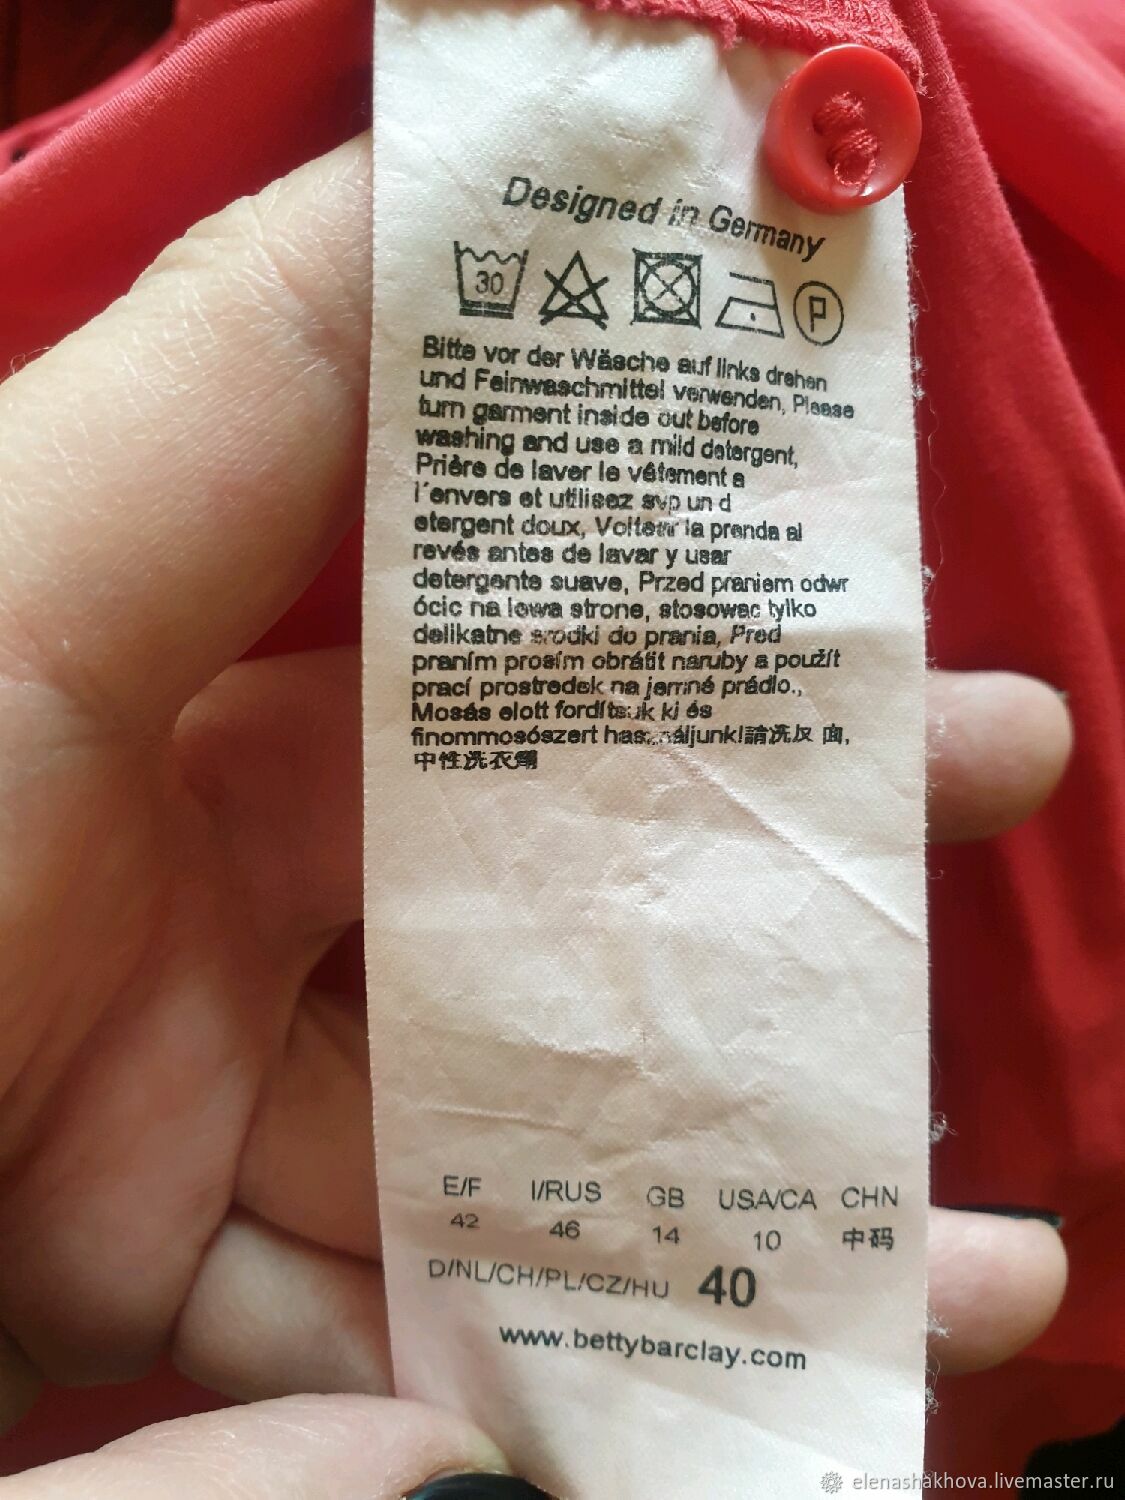 Designed in Germany
30
P
Bitte vor der Wäsche auf links drehen
und Feinwaschmittel verwenden, Please
turn garment inside out before
washing and use a mild detergent,
Prière de laver le vêtement a
l´envers et utilisez svp un d
etergent doux, Voltear la prenda al
revés antes de lavar y usar
detergente suave, Przed praniem odwr
ócic na lewa strone, stosowac tylko
delikatne srodki do prania, Pred
praním prosím obrátit naruby a použít
prací prostredek na jemné prádlo.,
Mosás elott fordítsuk ki és
finommosószert használjunk!請洗反 面,
中性洗衣
E/F I/RUS GB USA/CA CHN
42 46 14 10 中码
D/NL/CH/PL/CZ/HU 40
www.bettybarclay.com
elenashakhova.livemaster.ru